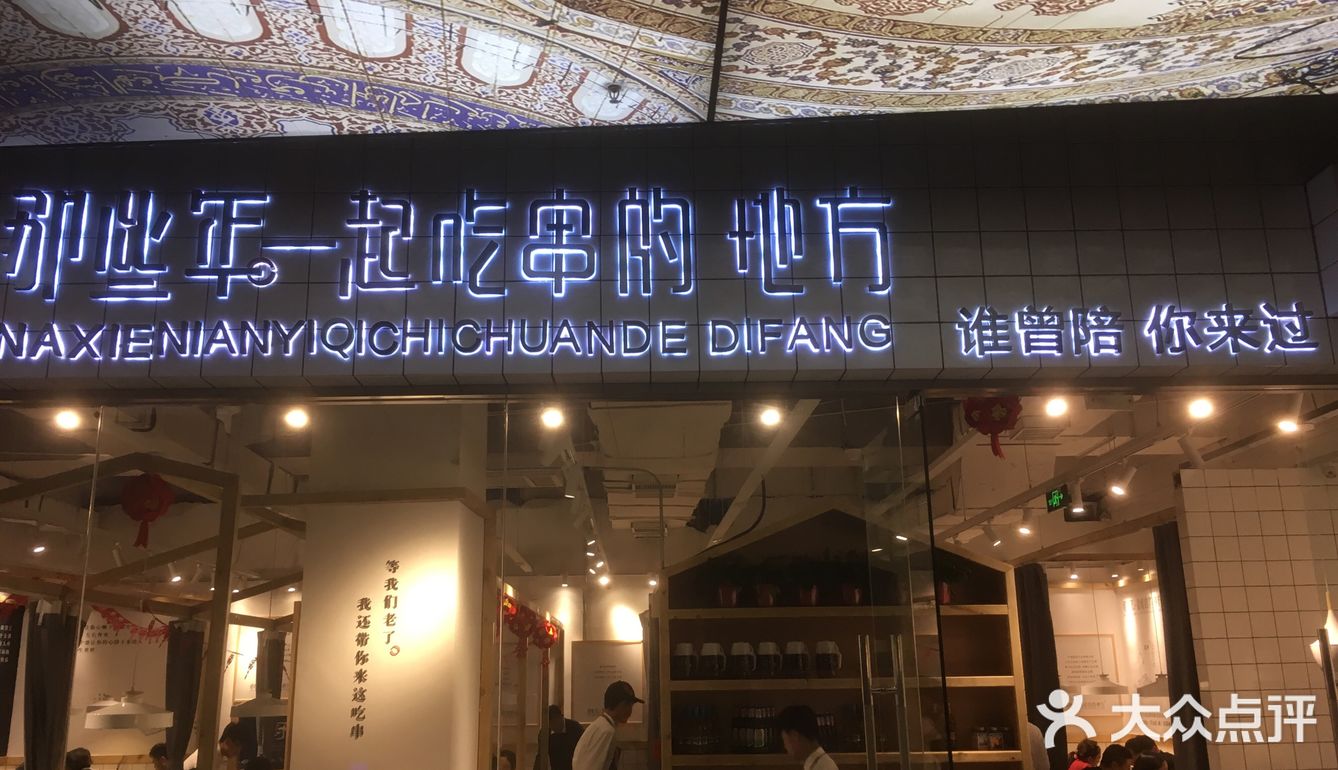 那些年一起吃串的 地方
NAXIENIANYIQICHICHUANDE DIFANG
谁曾陪 你来过
等我们老了。
我还带你来这吃串
大众点评